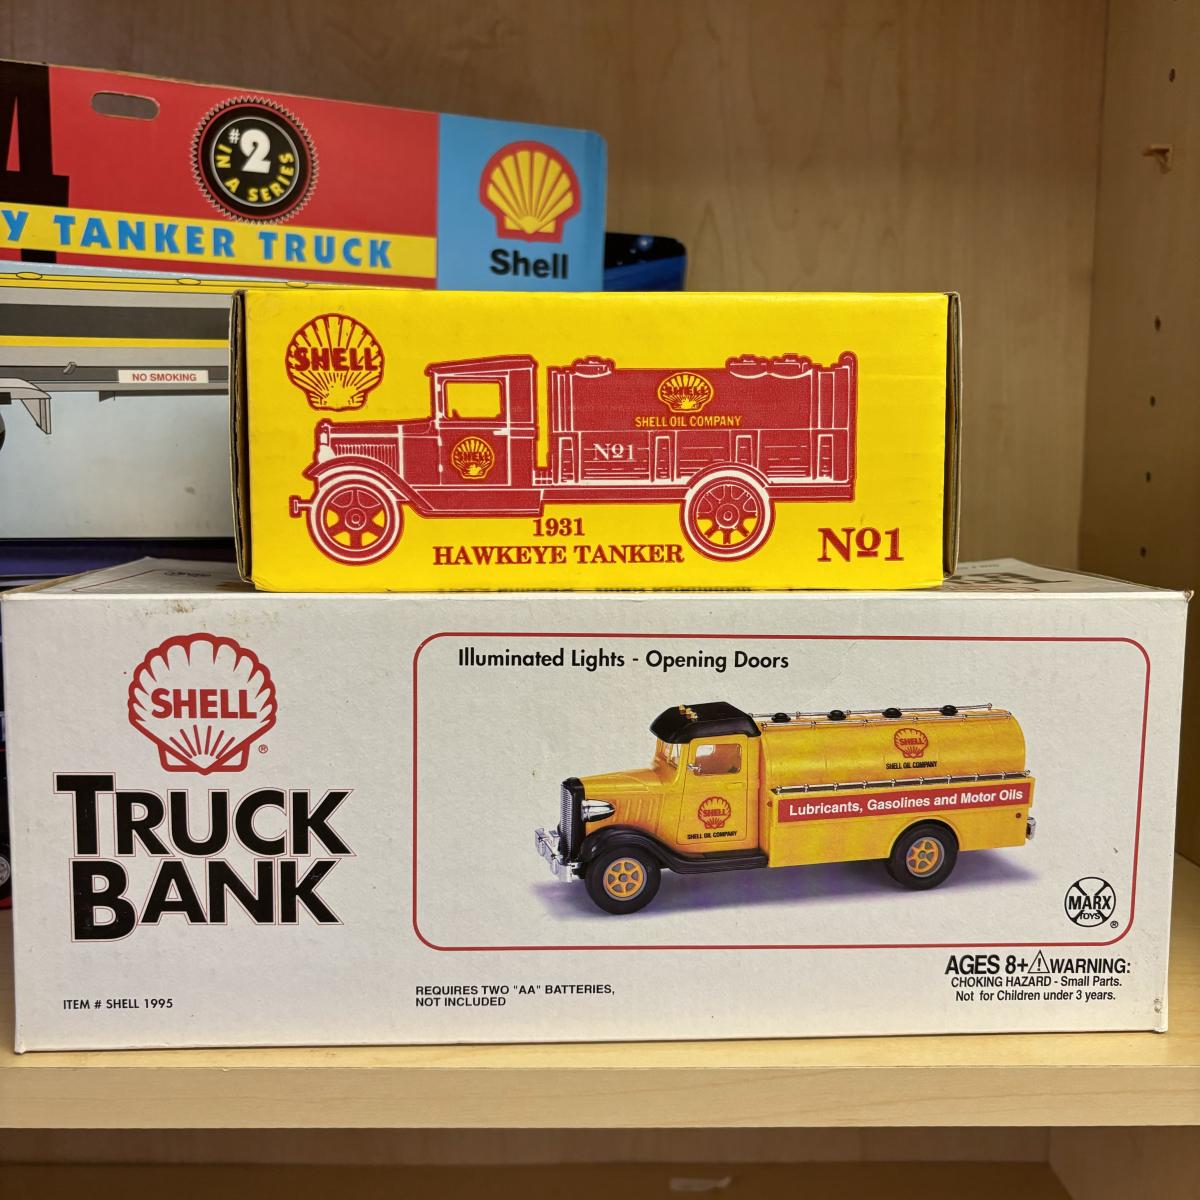 #2
IN A SERIES
Y TANKER TRUCK
Shell
NO SMOKING
SHELL
SHELL
SHELL OIL COMPANY
Nº1
SHELL
1931
HAWKEYE TANKER
Nº1
SHELL
®
TRUCK
BANK
ITEM # SHELL 1995
Illuminated Lights - Opening Doors
SHELL
SHELL OIL COMPANY
Lubricants, Gasolines and Motor Oils
SHELL
SHELL OIL COMPANY
MARX
TOYS
®
REQUIRES TWO "AA" BATTERIES,
NOT INCLUDED
AGES 8+ WARNING:
CHOKING HAZARD - Small Parts.
Not for Children under 3 years.